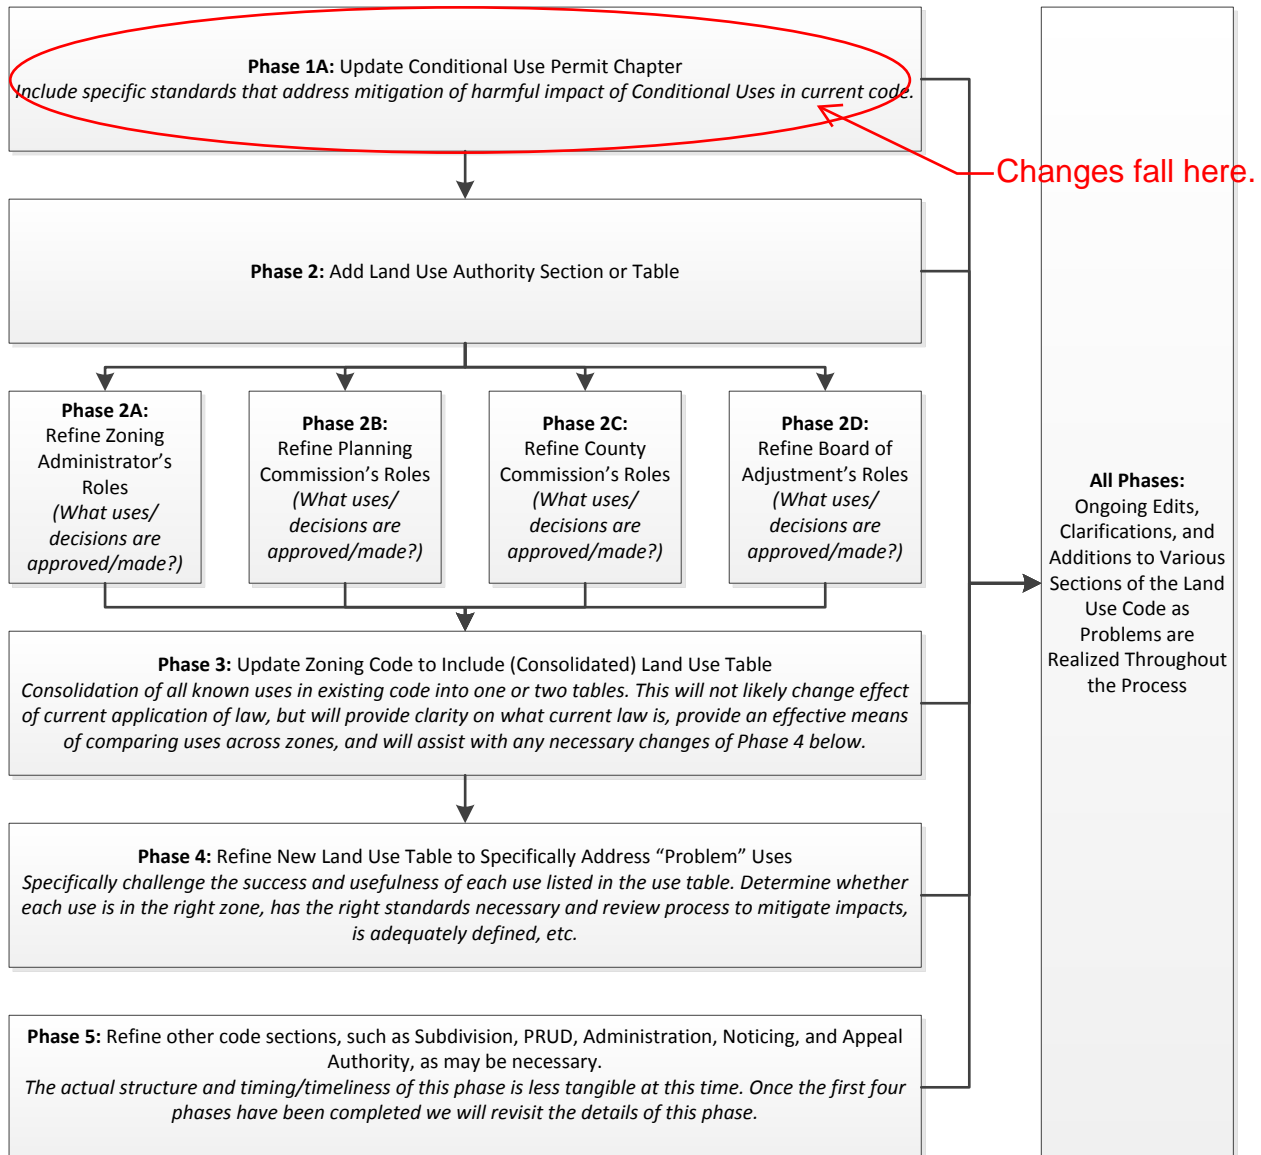 Phase 1A: Update Conditional Use Permit Chapter
Include specific standards that address mitigation of harmful impact of Conditional Uses in current code.
Changes fall here.
Phase 2: Add Land Use Authority Section or Table
Phase 2A:
Refine Zoning
Administrator’s
Roles
(What uses/
decisions are
approved/made?)
Phase 2B:
Refine Planning
Commission’s Roles
(What uses/
decisions are
approved/made?)
Phase 2C:
Refine County
Commission’s Roles
(What uses/
decisions are
approved/made?)
Phase 2D:
Refine Board of
Adjustment’s Roles
(What uses/
decisions are
approved/made?)
Phase 3: Update Zoning Code to Include (Consolidated) Land Use Table
Consolidation of all known uses in existing code into one or two tables. This will not likely change effect
of current application of law, but will provide clarity on what current law is, provide an effective means
of comparing uses across zones, and will assist with any necessary changes of Phase 4 below.
Phase 4: Refine New Land Use Table to Specifically Address “Problem” Uses
Specifically challenge the success and usefulness of each use listed in the use table. Determine whether
each use is in the right zone, has the right standards necessary and review process to mitigate impacts,
is adequately defined, etc.
Phase 5: Refine other code sections, such as Subdivision, PRUD, Administration, Noticing, and Appeal
Authority, as may be necessary.
The actual structure and timing/timeliness of this phase is less tangible at this time. Once the first four
phases have been completed we will revisit the details of this phase.
All Phases:
Ongoing Edits,
Clarifications, and
Additions to Various
Sections of the Land
Use Code as
Problems are
Realized Throughout
the Process